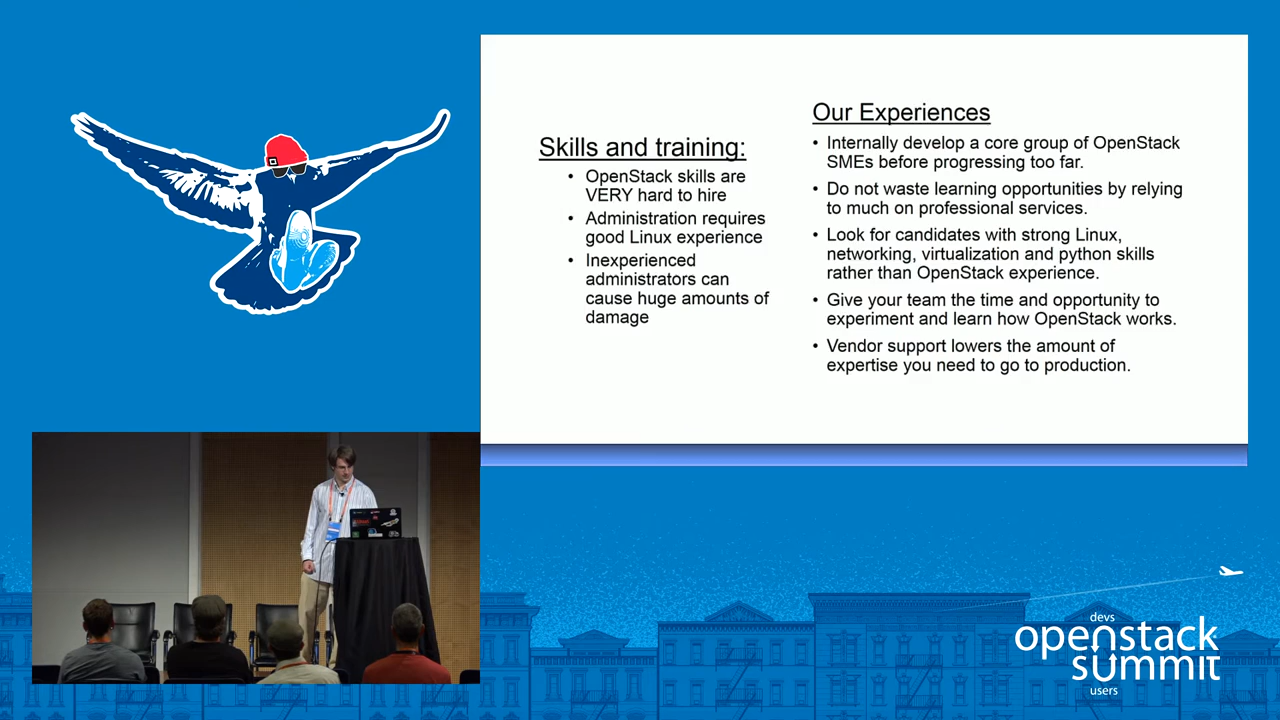 Skills and training:
• OpenStack skills are
VERY hard to hire
• Administration requires
good Linux experience
• Inexperienced
administrators can
cause huge amounts of
damage
Our Experiences
• Internally develop a core group of OpenStack
SMEs before progressing too far.
• Do not waste learning opportunities by relying
to much on professional services.
• Look for candidates with strong Linux,
networking, virtualization and python skills
rather than OpenStack experience.
• Give your team the time and opportunity to
experiment and learn how OpenStack works.
• Vendor support lowers the amount of
expertise you need to go to production.
devs
openstack
summit
users